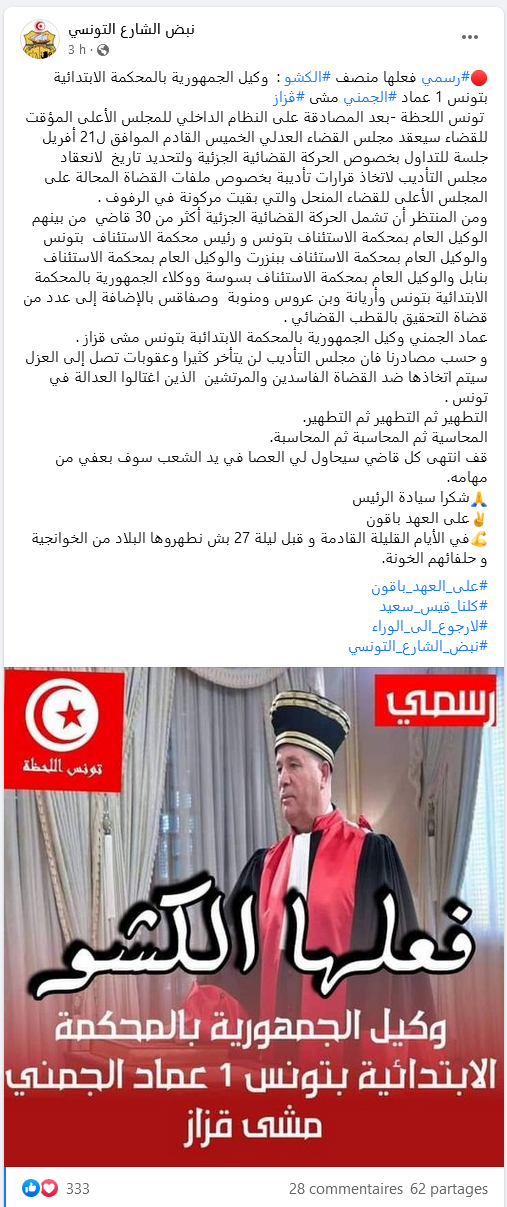 نبض الشارع التونسي
3 h ·
🔴#رسمي فعلها منصف #الكشو : وكيل الجمهورية بالمحكمة الابتدائية
بتونس 1 عماد #الجمني مشى #ڨزاز
تونس اللحظة -بعد المصادقة على النظام الداخلي للمجلس الأعلى المؤقت
للقضاء سيعقد مجلس القضاء العدلي الخميس القادم الموافق ل21 أفريل
جلسة للتداول بخصوص الحركة القضائية الجزئية ولتحديد تاريخ لانعقاد
مجلس التأديب لاتخاذ قرارات تأديبة بخصوص ملفات القضاة المحالة على
المجلس الأعلى للقضاء المنحل والتي بقيت مركونة في الرفوف .
ومن المنتظر أن تشمل الحركة القضائية الجزئية أكثر من 30 قاضي من بينهم
الوكيل العام بمحكمة الاستئناف بتونس و رئيس محكمة الاستئناف بتونس
والوكيل العام بمحكمة الاستئناف ببنزرت والوكيل العام بمحكمة الاستئناف
بنابل والوكيل العام بمحكمة الاستئناف بسوسة ووكلاء الجمهورية بالمحكمة
الابتدائية بتونس وأريانة وبن عروس ومنوبة وصفاقس بالإضافة إلى عدد من
قضاة التحقيق بالقطب القضائي .
عماد الجمني وكيل الجمهورية بالمحكمة الابتدائبة بتونس مشى قزاز .
و حسب مصادرنا فان مجلس التأديب لن يتأخر كثيرا وعقوبات تصل إلى العزل
سيتم اتخاذها ضد القضاة الفاسدين والمرتشين الذين اغتالوا العدالة في
تونس .
التطهير ثم التطهير ثم التطهير.
المحاسبة ثم المحاسبة ثم المحاسبة.
قف انتهى كل قاضي سيحاول لي العصا في يد الشعب سوف بعفي من
مهامه.
🙏شكرا سيادة الرئيس
✌على العهد باقون
💪في الأيام القليلة القادمة و قبل ليلة 27 بش نطهروها البلاد من الخوانجية
و حلفائهم الخونة.
#على_العهد_باقون
#كلنا_قيس_سعيد
#لارجوع_الى_الوراء
#نبض_الشارع_التونسي
رسمي
تونس اللحظة
فعلها الكشو
وكيل الجمهورية بالمحكمة
الابتدائية بتونس 1 عماد الجمني
مشى قزاز
333
28 commentaires 62 partages